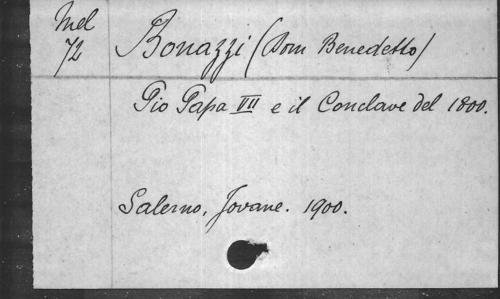 Mel
72
Bonazzi (Dom Benedetto)
Pio Papa VII e il Conclave del 1800.
Salerno, Jovane. 1900.